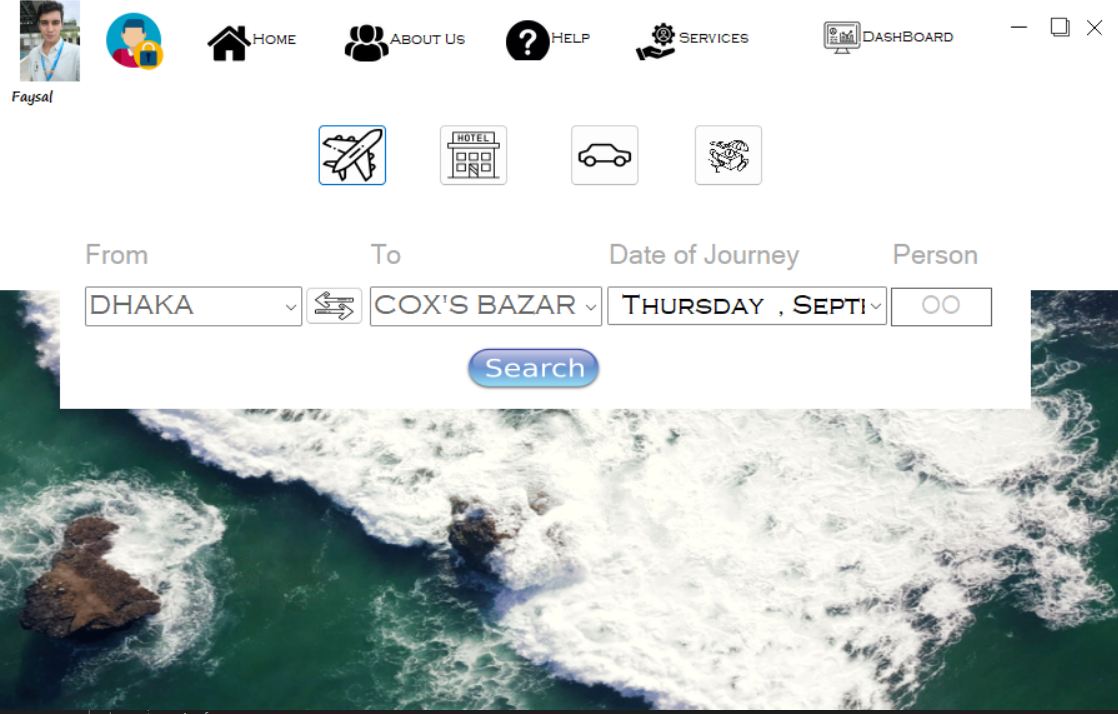 Home
About Us
Help
Services
DashBoard
Faysal
HOTEL
From
To
Date of Journey
Person
DHAKA
COX'S BAZAR
Thursday , Sept
OO
Search